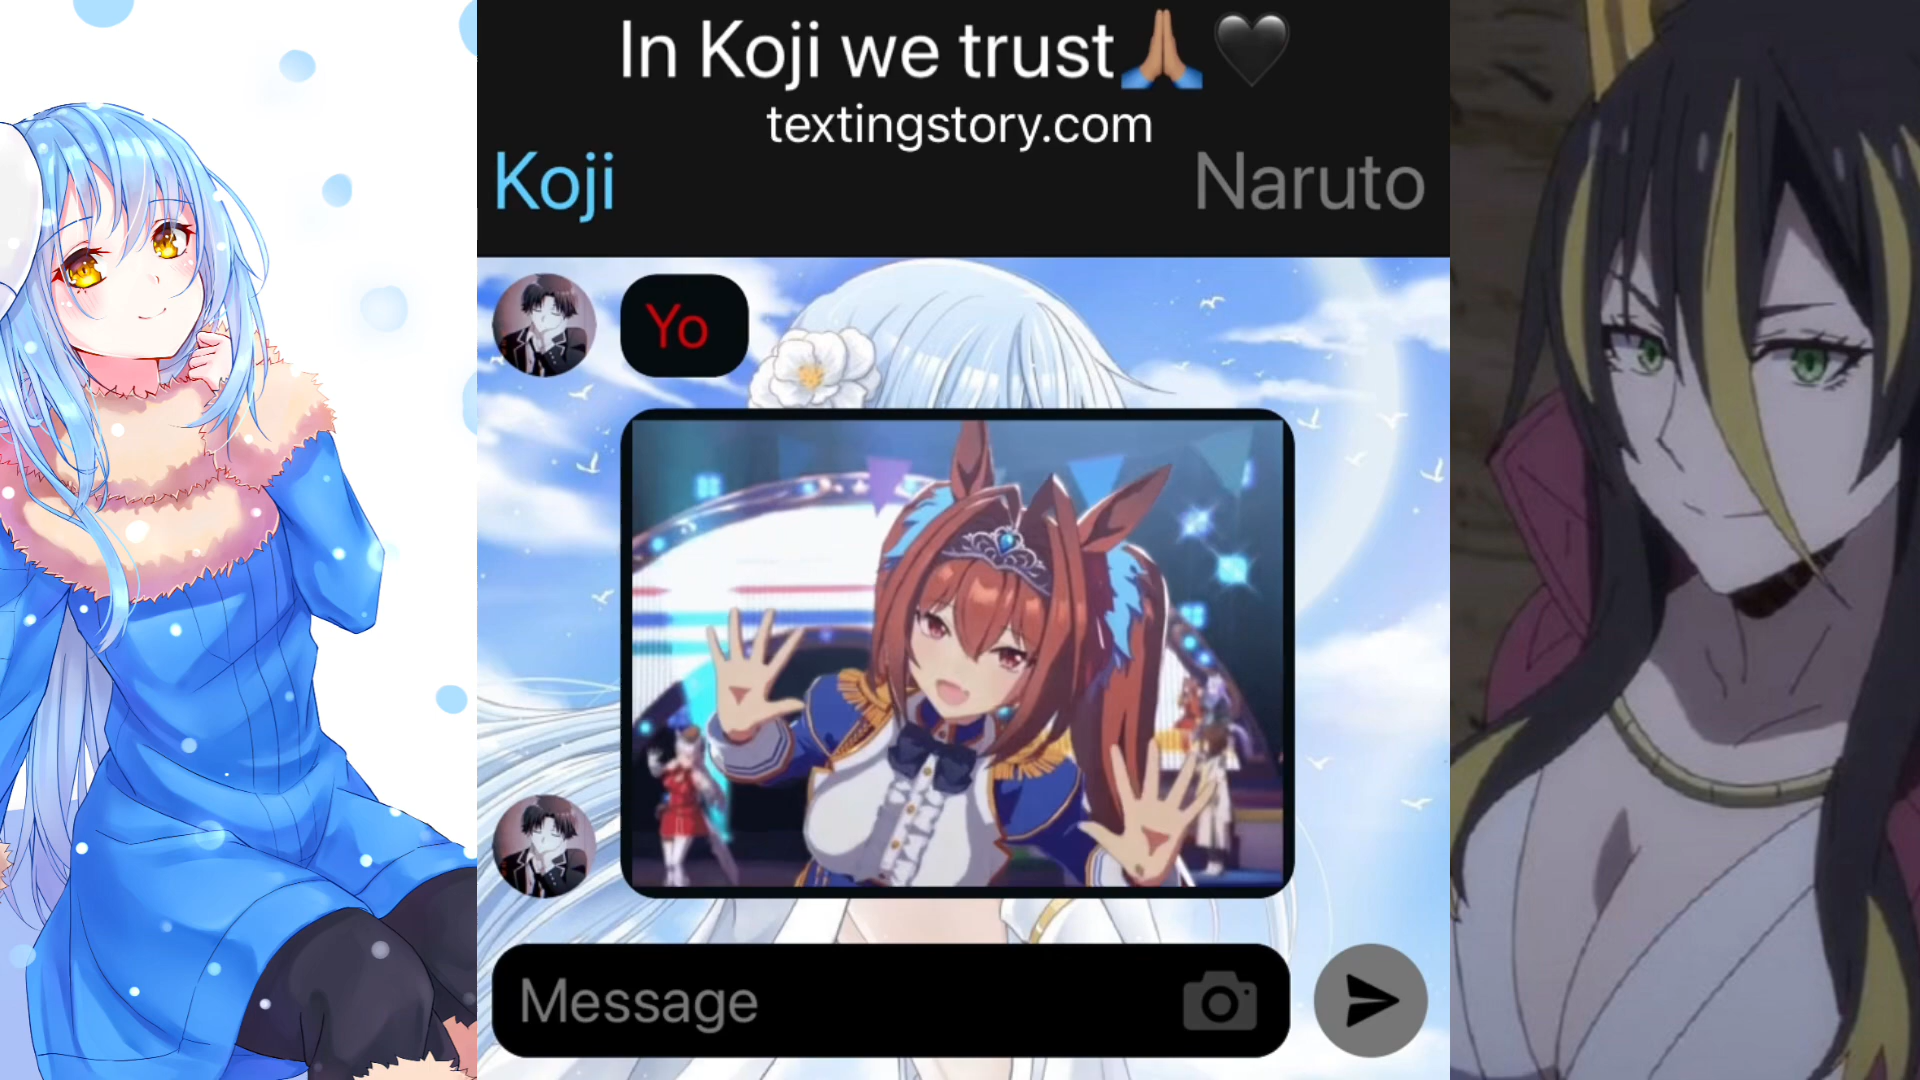 In Koji we trust🙏🏽🖤
textingstory.com
Koji
Naruto
Yo
Message